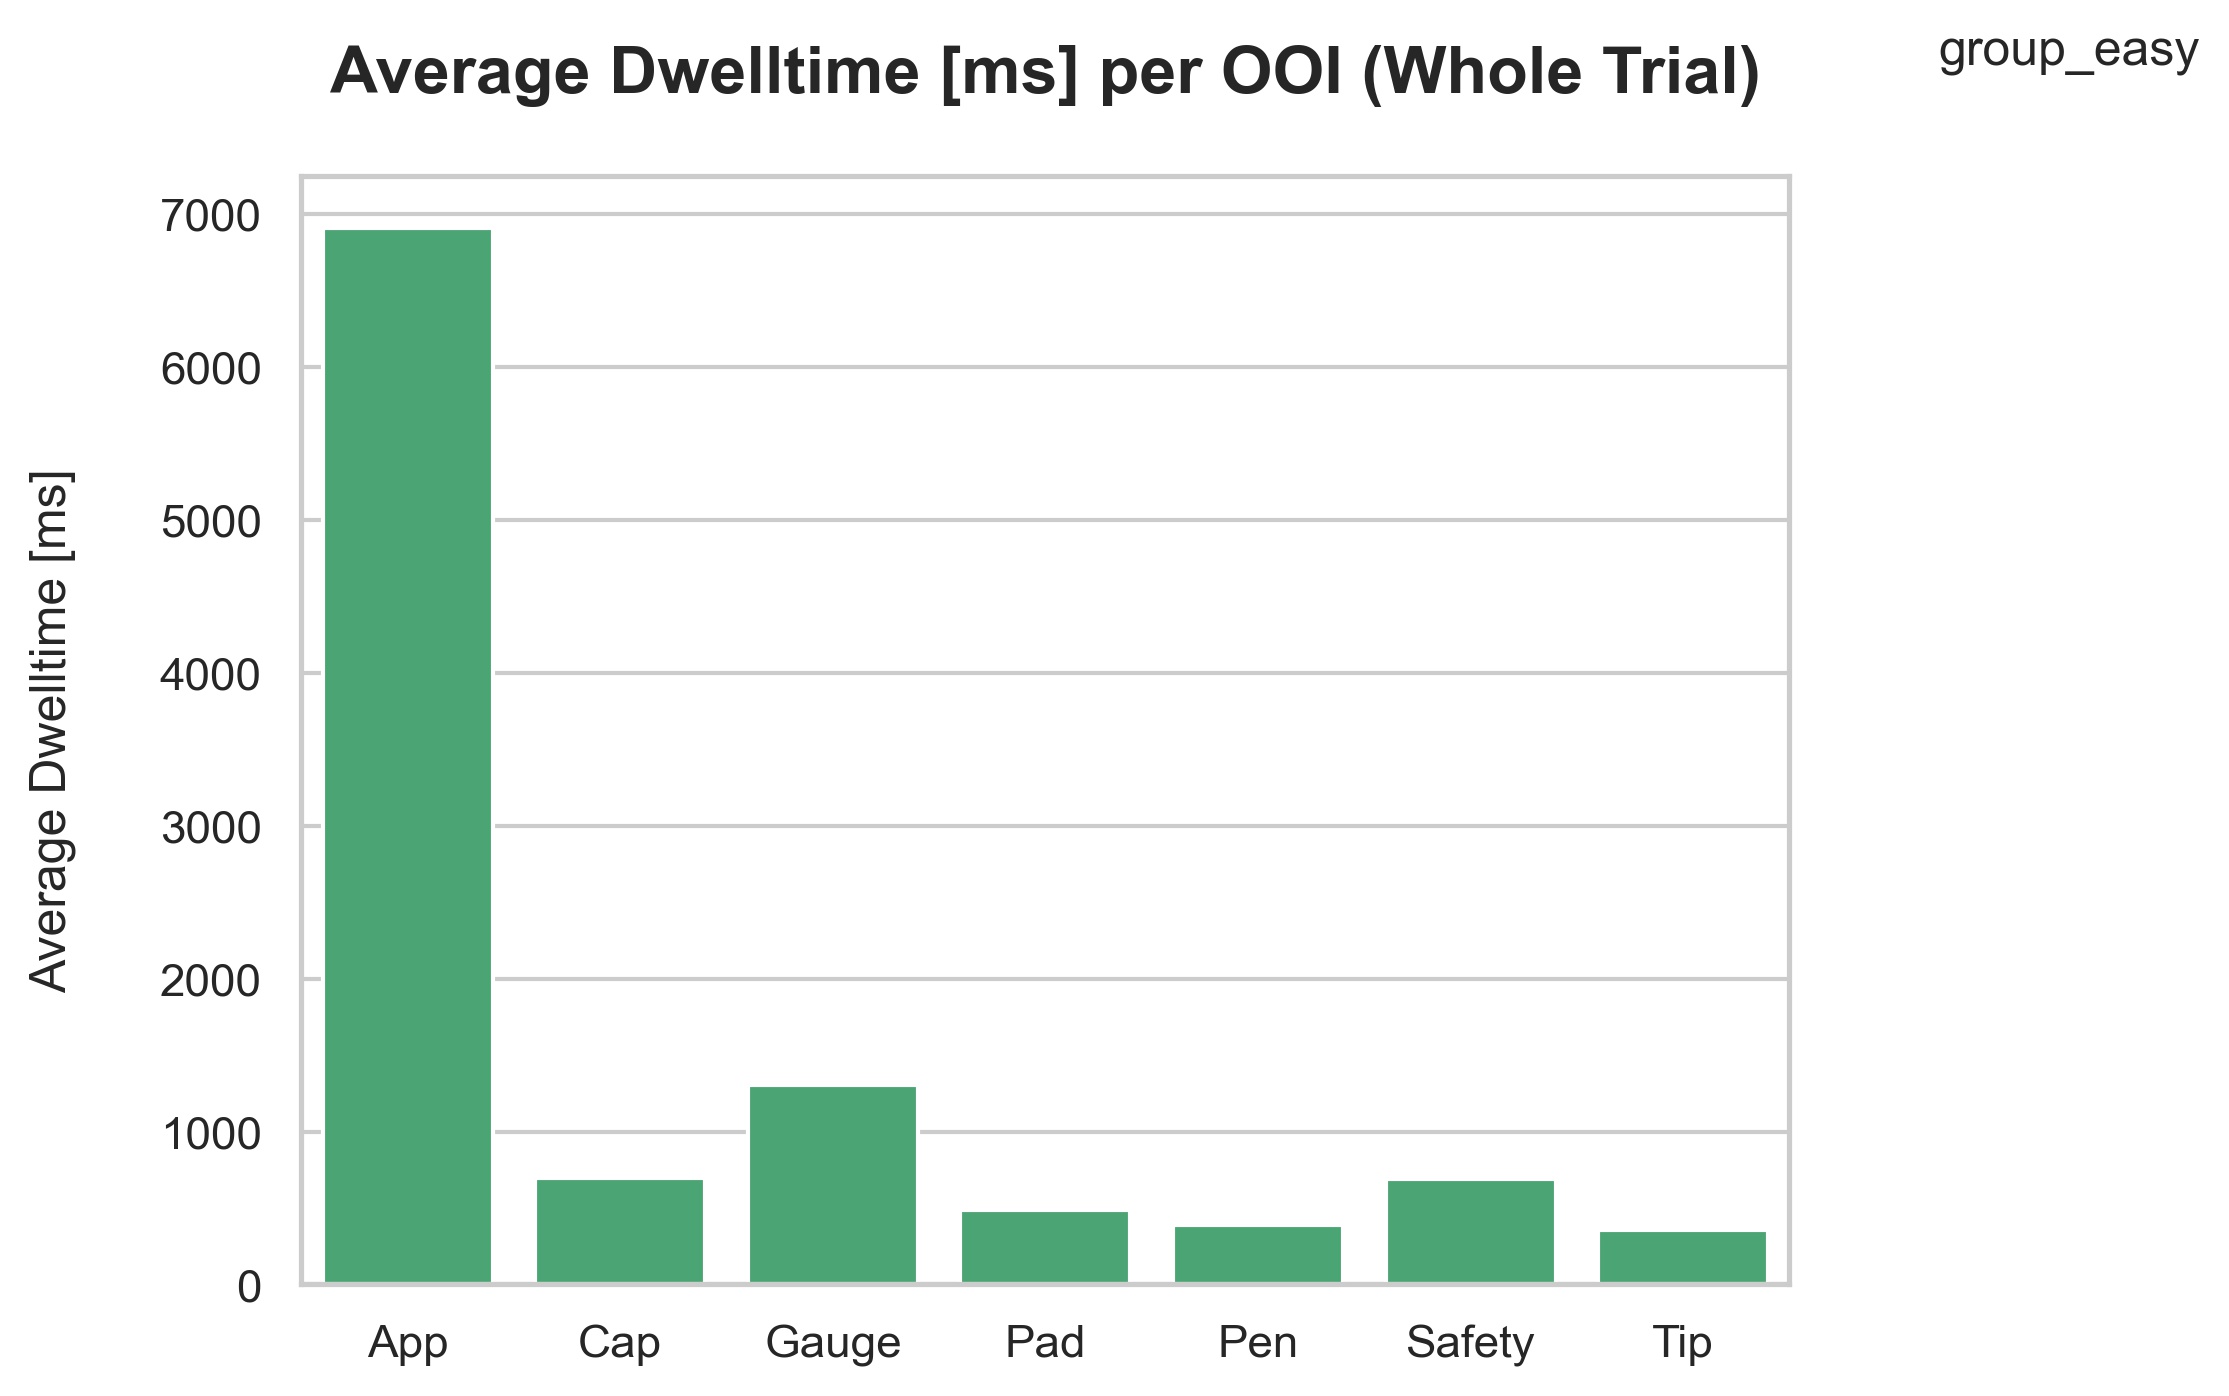 Average Dwelltime [ms] per OOI (Whole Trial)
group_easy
Average Dwelltime [ms]
7000
6000
5000
4000
3000
2000
1000
0
App Cap Gauge Pad Pen Safety Tip